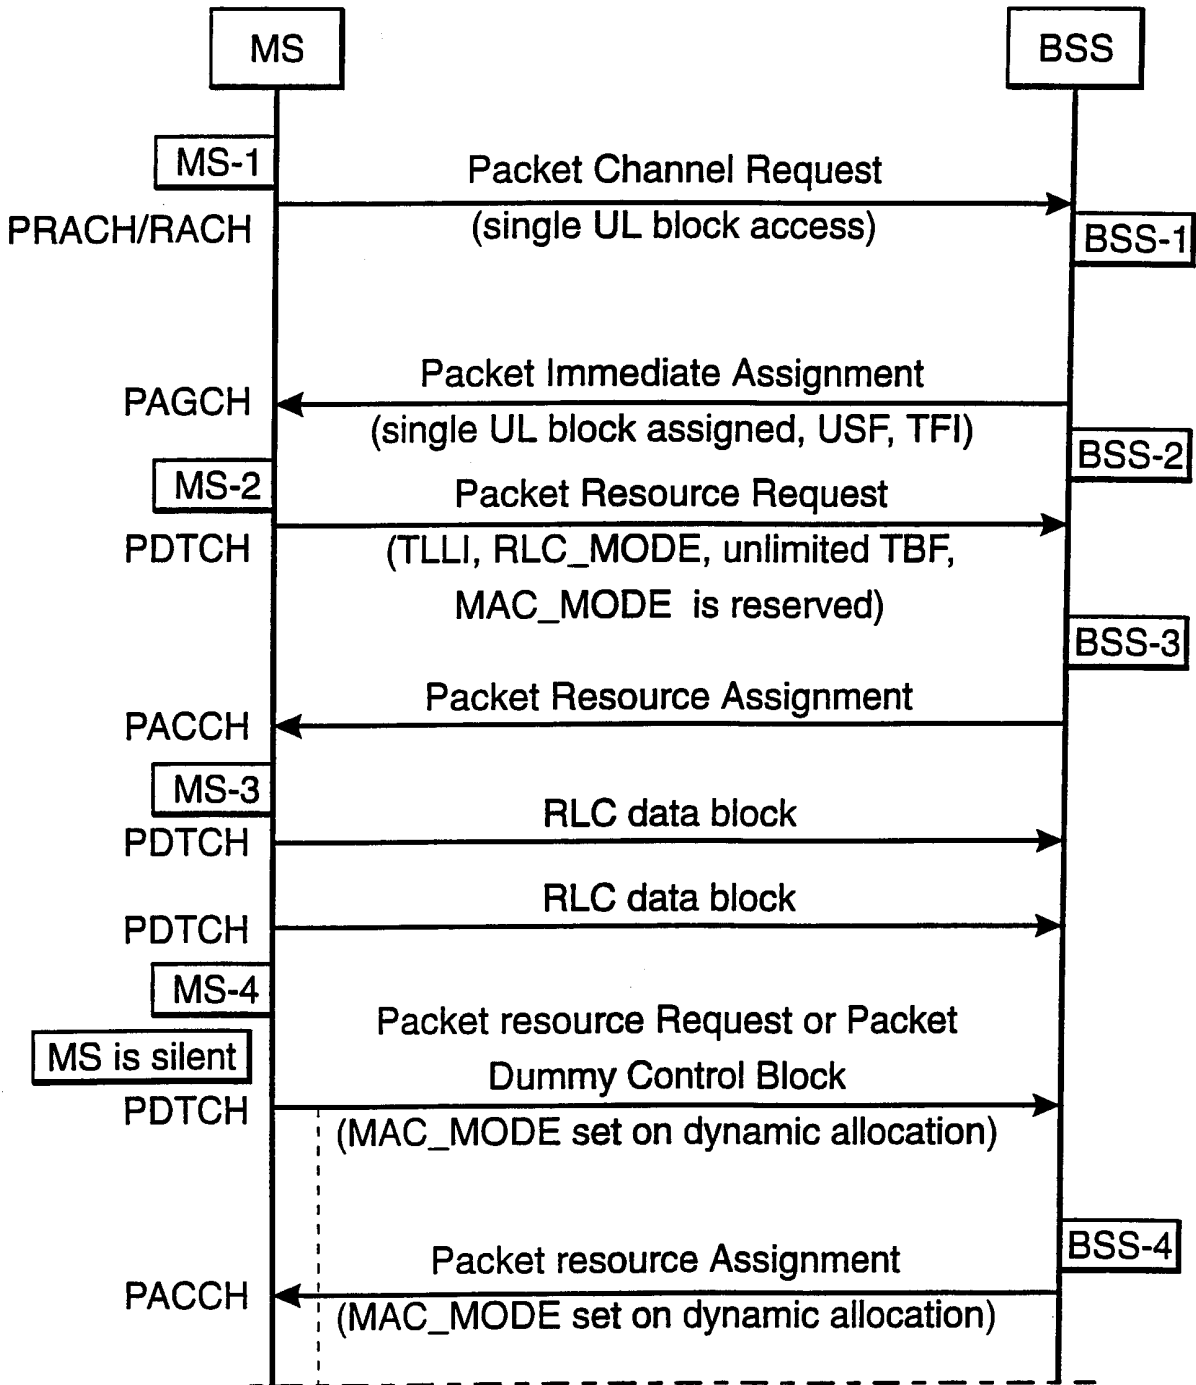 MS
BSS
MS-1
Packet Channel Request
PRACH/RACH
(single UL block access)
BSS-1
Packet Immediate Assignment
PAGCH
(single UL block assigned, USF, TFI)
BSS-2
MS-2
Packet Resource Request
PDTCH
(TLLI, RLC_MODE, unlimited TBF,
MAC_MODE is reserved)
BSS-3
Packet Resource Assignment
PACCH
MS-3
RLC data block
PDTCH
RLC data block
PDTCH
MS-4
Packet resource Request or Packet
MS is silent
Dummy Control Block
PDTCH
(MAC_MODE set on dynamic allocation)
BSS-4
Packet resource Assignment
PACCH
(MAC_MODE set on dynamic allocation)